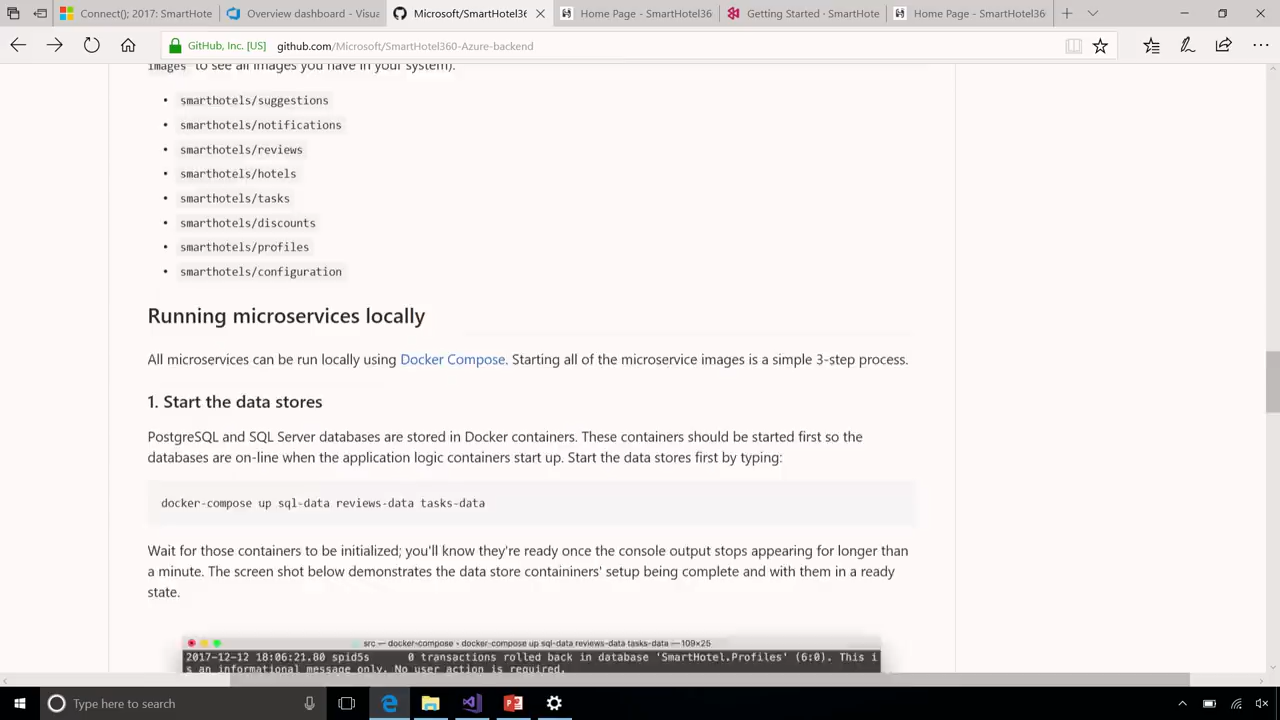 Connect(); 2017: SmartHote
Overview dashboard - Visua
Microsoft/SmartHotel36
Home Page - SmartHotel36
Getting Started - SmartHote
Home Page - SmartHotel36
GitHub, Inc. [US]
github.com/Microsoft/SmartHotel360-Azure-backend
images to see all images you have in your system).
• smarthotels/suggestions
• smarthotels/notifications
• smarthotels/reviews
• smarthotels/hotels
• smarthotels/tasks
• smarthotels/discounts
• smarthotels/profiles
• smarthotels/configuration
Running microservices locally
All microservices can be run locally using Docker Compose. Starting all of the microservice images is a simple 3-step process.
1. Start the data stores
PostgreSQL and SQL Server databases are stored in Docker containers. These containers should be started first so the
databases are on-line when the application logic containers start up. Start the data stores first by typing:
docker-compose up sql-data reviews-data tasks-data
Wait for those containers to be initialized; you'll know they're ready once the console output stops appearing for longer than
a minute. The screen shot below demonstrates the data store containiners' setup being complete and with them in a ready
state.
src — docker-compose ◂ docker-compose up sql-data reviews-data tasks-data — 109×25
2017-12-12 18:06:21.80 spid5s 0 transactions rolled back in database 'SmartHotel.Profiles' (6:0). This i
s an informational message only. No user action is required.
Type here to search